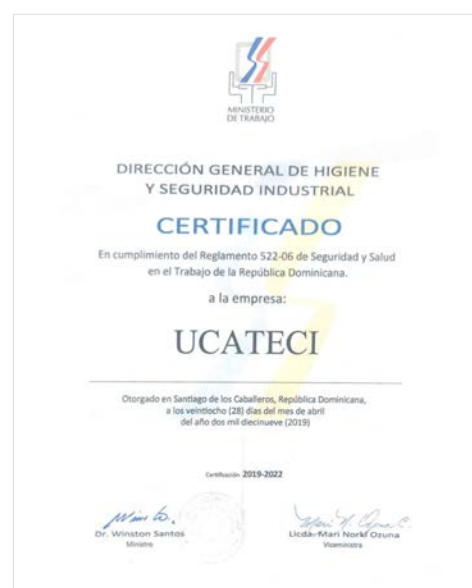 MINISTERIO
DE TRABAJO
DIRECCIÓN GENERAL DE HIGIENE
Y SEGURIDAD INDUSTRIAL
CERTIFICADO
En cumplimiento del Reglamento 522-06 de Seguridad y Salud
en el Trabajo de la República Dominicana.
a la empresa:
UCATECI
Otorgado en Santiago de los Caballeros, República Dominicana,
a los veintiocho (28) días del mes de abril
del año dos mil diecinueve (2019)
Certificación 2019-2022
Dr. Winston Santos
Ministro
Licda. Mari Norki Ozuna
Viceministra